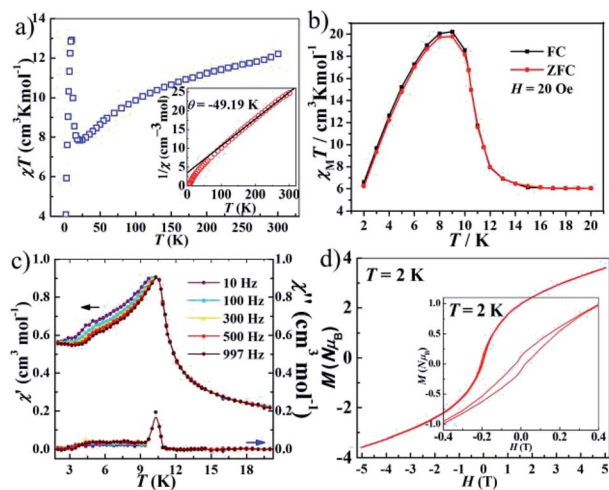 a)
χT (cm³Kmol⁻¹)
13
12
10
8
6
4
0 50 100 150 200 250 300
T (K)
θ = -49.19 K
1/χ (cm⁻³ mol)
25
20
15
10
5
0
0 100 200 300
T (K)
b)
χMT / cm³Kmol⁻¹
20
18
16
14
12
10
8
6
0 2 4 6 8 10 12 14 16 18 20
T / K
FC
ZFC
H = 20 Oe
c)
χ' (cm³ mol⁻¹)
1.0
0.8
0.6
0.4
0.2
0.0
3 6 9 12 15 18
T (K)
χ'' (cm³ mol⁻¹)
1.0
0.8
0.6
0.4
0.2
0.0
10 Hz
100 Hz
300 Hz
500 Hz
997 Hz
d)
T = 2 K
M (NμB)
4
2
0
-2
-4
-5 -4 -3 -2 -1 0 1 2 3 4 5
H (T)
T = 2 K
M (NμB)
1.0
0.5
0.0
-0.5
-1.0
-0.4 -0.2 0.0 0.2 0.4
H (T)